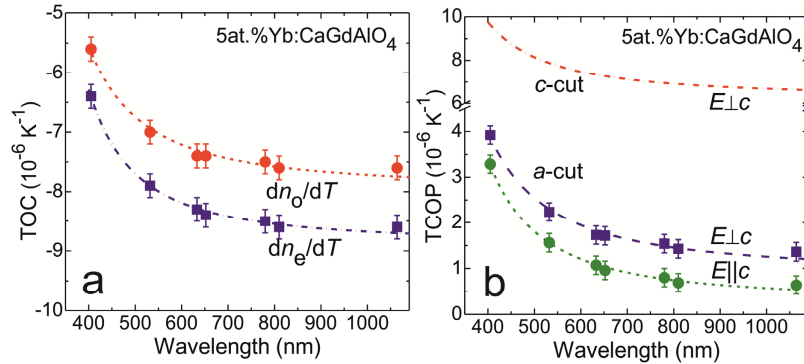 5at.%Yb:CaGdAlO₄
TOC (10⁻⁶ K⁻¹)
-5
-6
-7
-8
-9
-10
dnₒ/dT
dnₑ/dT
a
400 500 600 700 800 900 1000
Wavelength (nm)
5at.%Yb:CaGdAlO₄
TCOP (10⁻⁶ K⁻¹)
10
8
6
4
3
2
1
0
c-cut
E⊥c
a-cut
E⊥c
E||c
b
400 500 600 700 800 900 1000
Wavelength (nm)